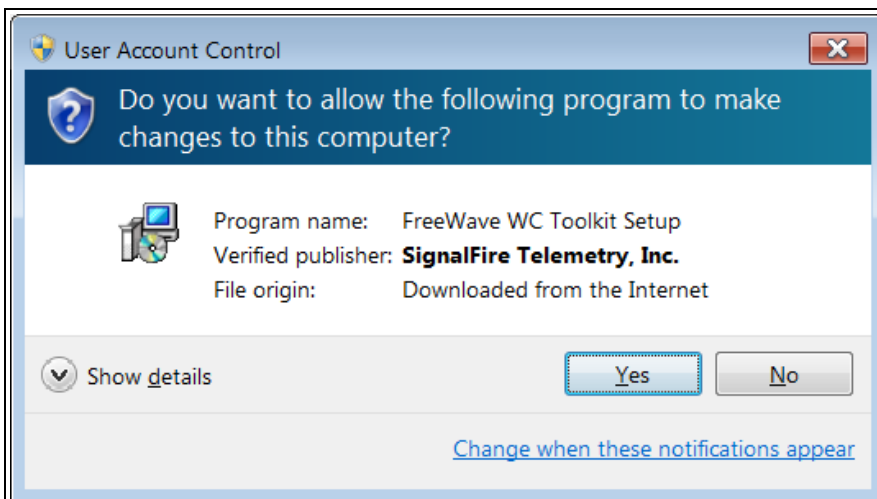 User Account Control
Do you want to allow the following program to make
changes to this computer?
Program name: FreeWave WC Toolkit Setup
Verified publisher: SignalFire Telemetry, Inc.
File origin: Downloaded from the Internet
Show details
Yes
No
Change when these notifications appear